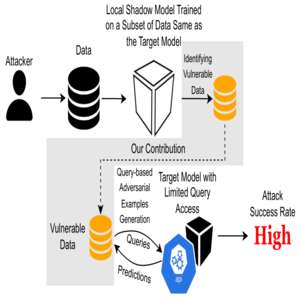 Local Shadow Model Trained
on a Subset of Data Same as
the Target Model
Attacker
Data
Identifying
Vulnerable
Data
Our Contribution
Query-based
Adversarial
Examples
Generation
Target Model with
Limited Query
Access
Attack
Success Rate
High
Vulnerable
Data
Queries
Predictions
api